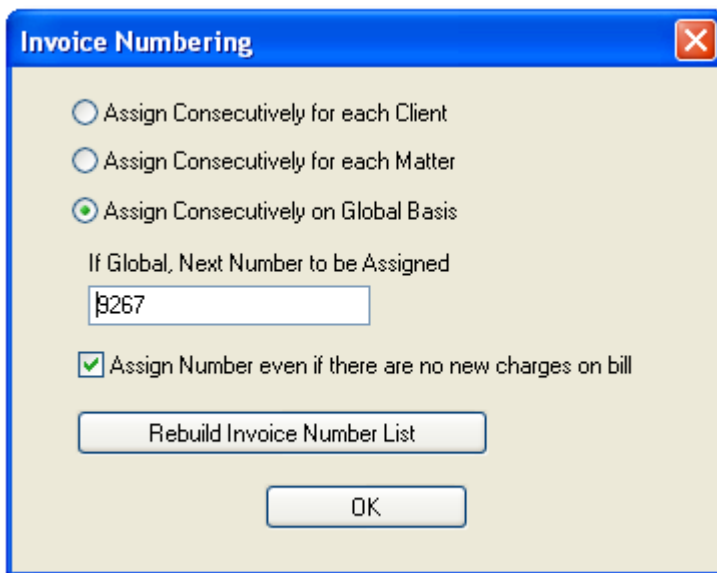 Invoice Numbering
Assign Consecutively for each Client
Assign Consecutively for each Matter
Assign Consecutively on Global Basis
If Global, Next Number to be Assigned
9267
Assign Number even if there are no new charges on bill
Rebuild Invoice Number List
OK